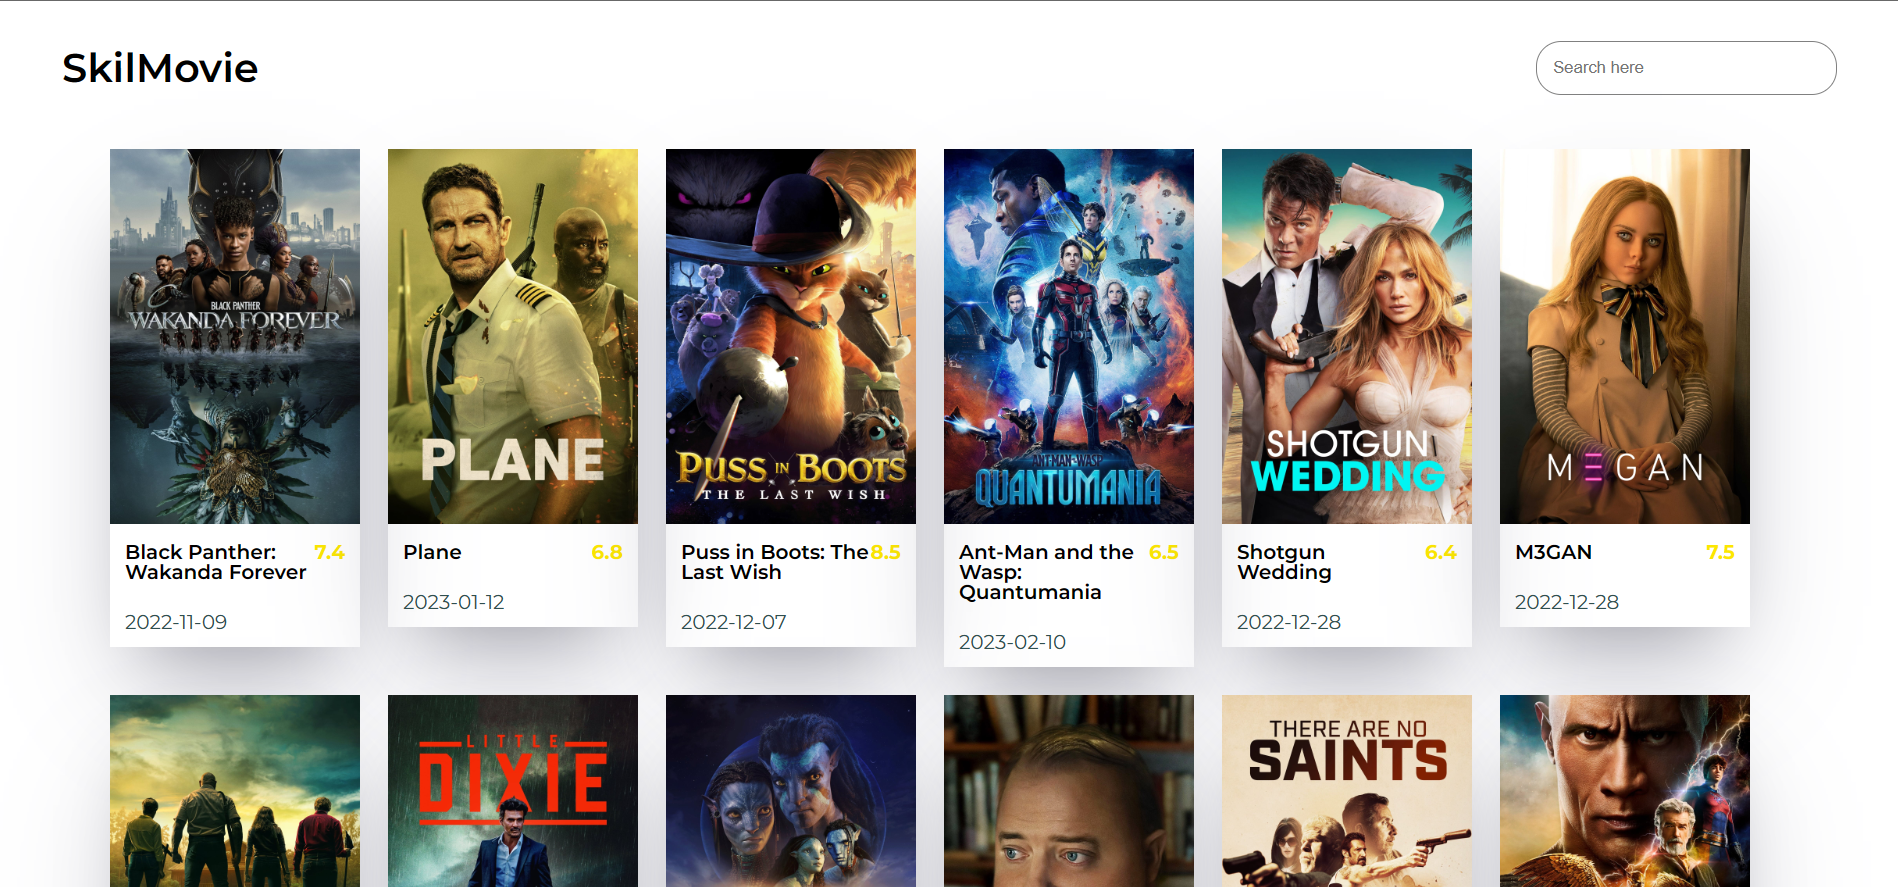 SkilMovie
Search here
BLACK PANTHER
WAKANDA FOREVER
PLANE
PUSS IN BOOTS
THE LAST WISH
ANT-MAN AND THE WASP
QUANTUMANIA
SHOTGUN
WEDDING
M3GAN
Black Panther: 7.4
Wakanda Forever
2022-11-09
Plane 6.8
2023-01-12
Puss in Boots: The 8.5
Last Wish
2022-12-07
Ant-Man and the 6.5
Wasp:
Quantumania
2023-02-10
Shotgun 6.4
Wedding
2022-12-28
M3GAN 7.5
2022-12-28
LITTLE
DIXIE
THERE ARE NO
SAINTS